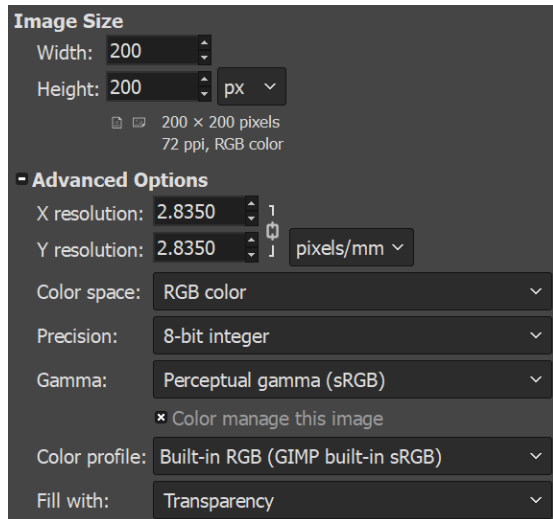 Image Size
Width: 200
Height: 200 px
200 × 200 pixels
72 ppi, RGB color
Advanced Options
X resolution: 2.8350
Y resolution: 2.8350 pixels/mm
Color space: RGB color
Precision: 8-bit integer
Gamma: Perceptual gamma (sRGB)
Color manage this image
Color profile: Built-in RGB (GIMP built-in sRGB)
Fill with: Transparency